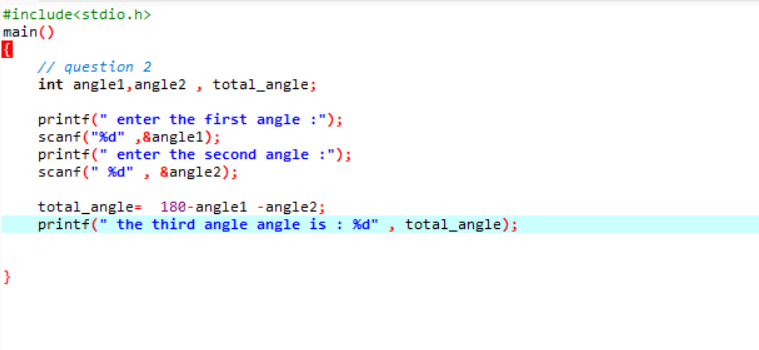 #include<stdio.h>
main()
{
// question 2
int angle1,angle2 , total_angle;
printf(" enter the first angle :");
scanf("%d" ,&angle1);
printf(" enter the second angle :");
scanf(" %d" , &angle2);
total_angle=  180-angle1 -angle2;
printf(" the third angle angle is : %d" , total_angle);
}